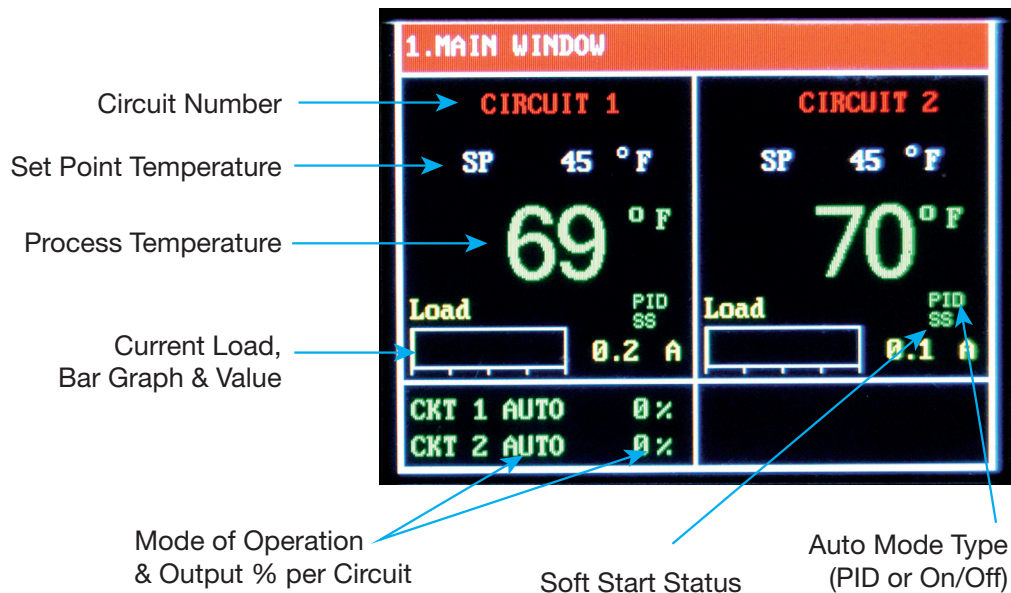 1.MAIN WINDOW
Circuit Number
CIRCUIT 1
CIRCUIT 2
Set Point Temperature
SP 45 °F
SP 45 °F
Process Temperature
69 °F
70 °F
Load
PID
SS
Load
PID
SS
Current Load,
Bar Graph & Value
0.2 A
0.1 A
CKT 1 AUTO 0%
CKT 2 AUTO 0%
Mode of Operation
& Output % per Circuit
Soft Start Status
Auto Mode Type
(PID or On/Off)